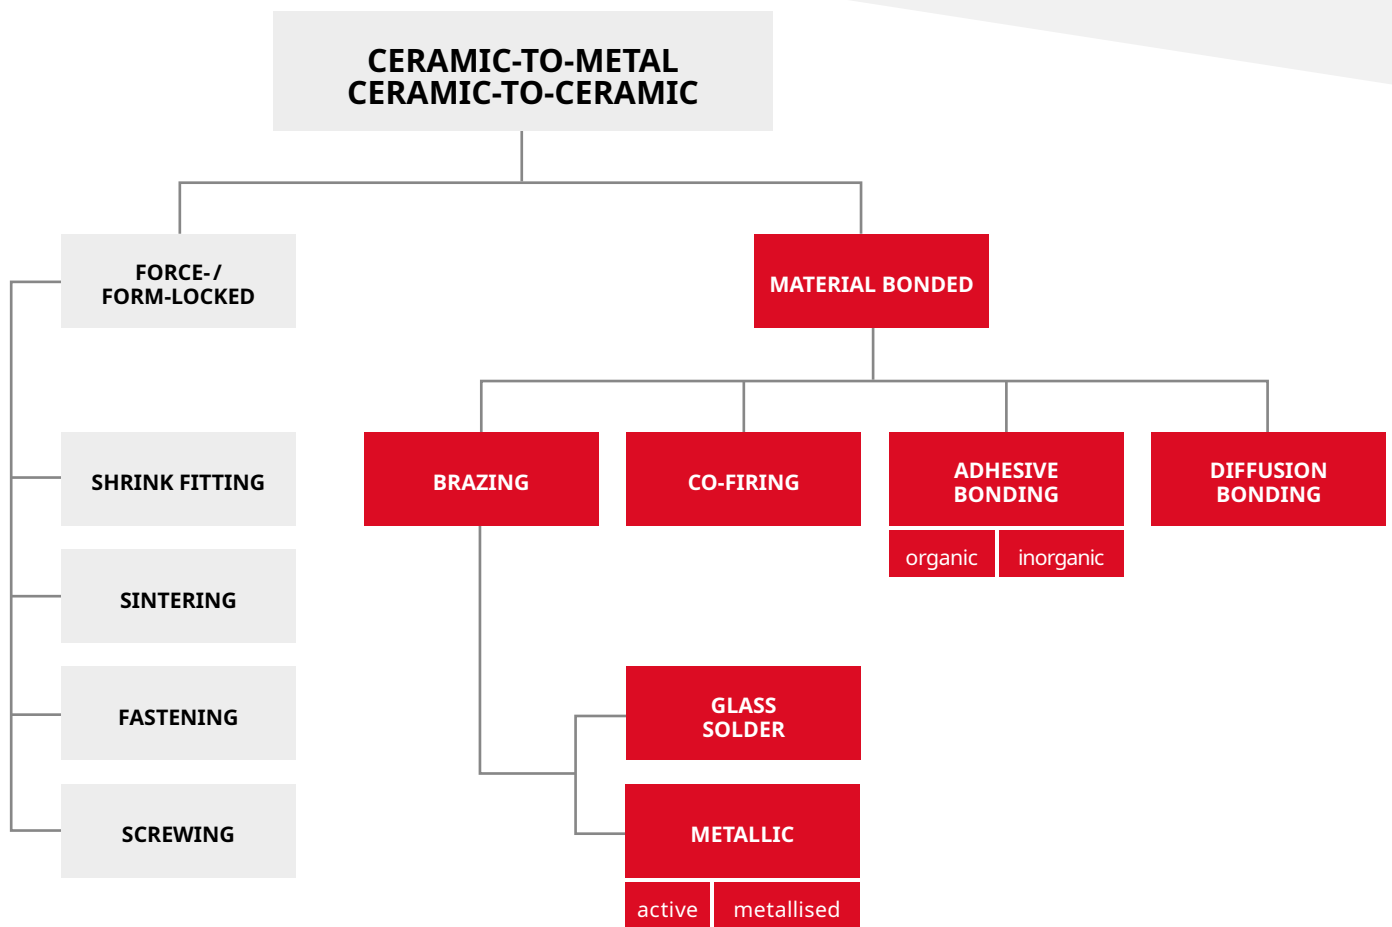 CERAMIC-TO-METAL
CERAMIC-TO-CERAMIC
FORCE-/
FORM-LOCKED
MATERIAL BONDED
SHRINK FITTING
BRAZING
CO-FIRING
ADHESIVE
BONDING
DIFFUSION
BONDING
organic
inorganic
SINTERING
FASTENING
GLASS
SOLDER
SCREWING
METALLIC
active
metallised